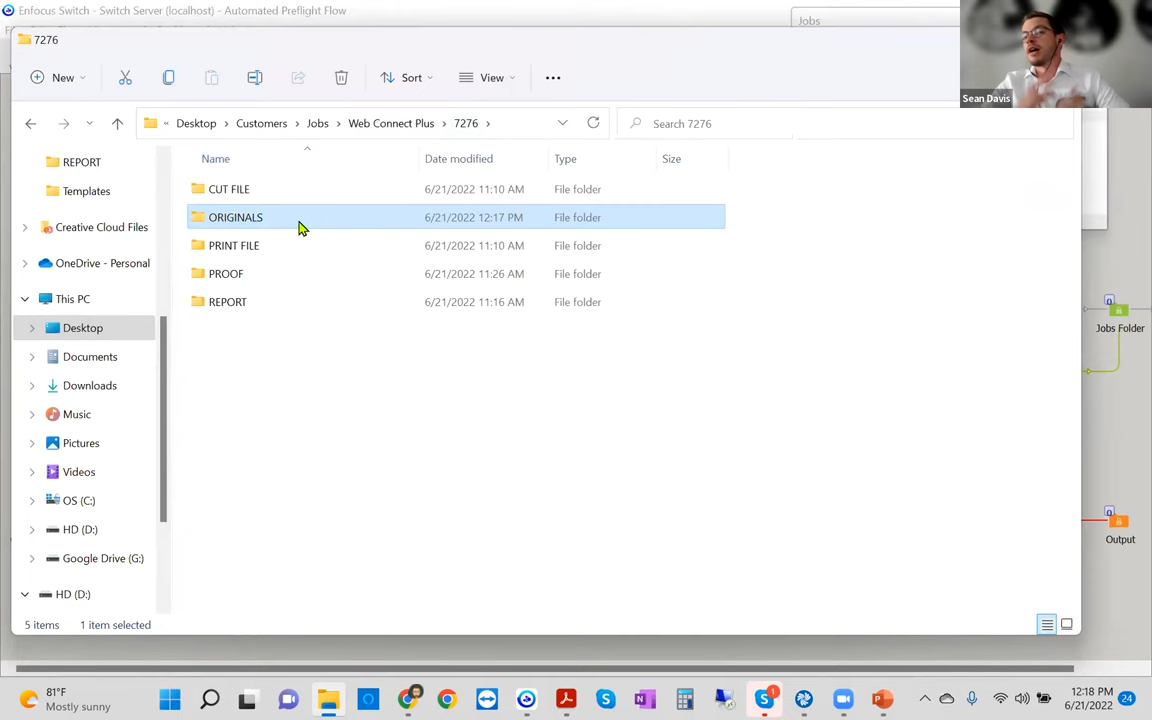 Enfocus Switch - Switch Server (localhost) - Automated Preflight Flow
Jobs
7276
New
Sort
View
« Desktop > Customers > Jobs > Web Connect Plus > 7276 >
Search 7276
Sean Davis
REPORT
Templates
Creative Cloud Files
OneDrive - Personal
This PC
Desktop
Documents
Downloads
Music
Pictures
Videos
OS (C:)
HD (D:)
Google Drive (G:)
HD (D:)
Name Date modified Type Size
CUT FILE 6/21/2022 11:10 AM File folder
ORIGINALS 6/21/2022 12:17 PM File folder
PRINT FILE 6/21/2022 11:10 AM File folder
PROOF 6/21/2022 11:26 AM File folder
REPORT 6/21/2022 11:16 AM File folder
0
Jobs Folder
0
Output
5 items 1 item selected
81°F
Mostly sunny
1
12:18 PM
6/21/2022
24